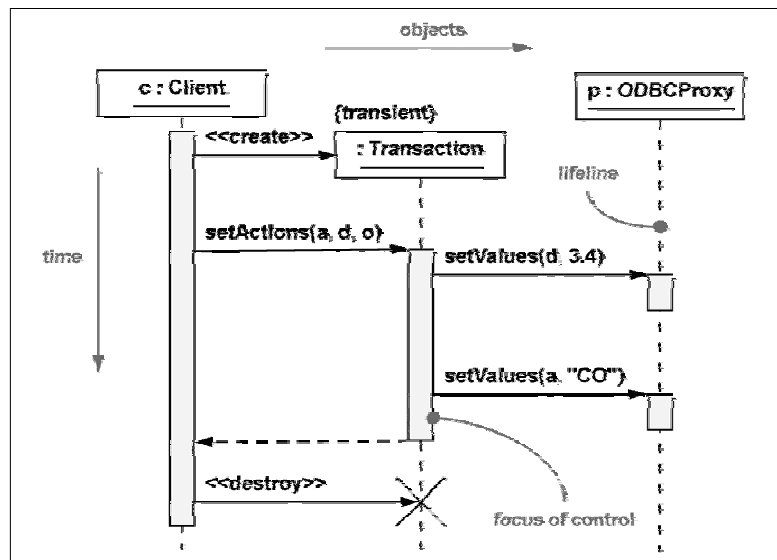 objects
c : Client
p : ODBCProxy
{transient}
<<create>>
: Transaction
lifeline
setActions(a, d, o)
time
setValues(d, 3.4)
setValues(a, "CO")
<<destroy>>
focus of control